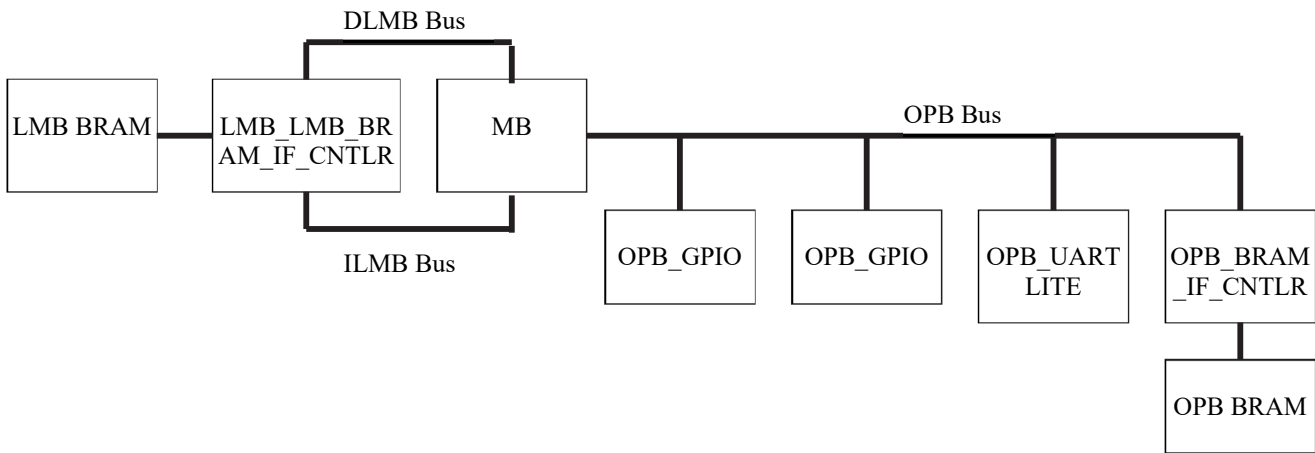 DLMB Bus
LMB BRAM
LMB_LMB_BR
AM_IF_CNTLR
MB
OPB Bus
ILMB Bus
OPB_GPIO
OPB_GPIO
OPB_UART
LITE
OPB_BRAM
_IF_CNTLR
OPB BRAM